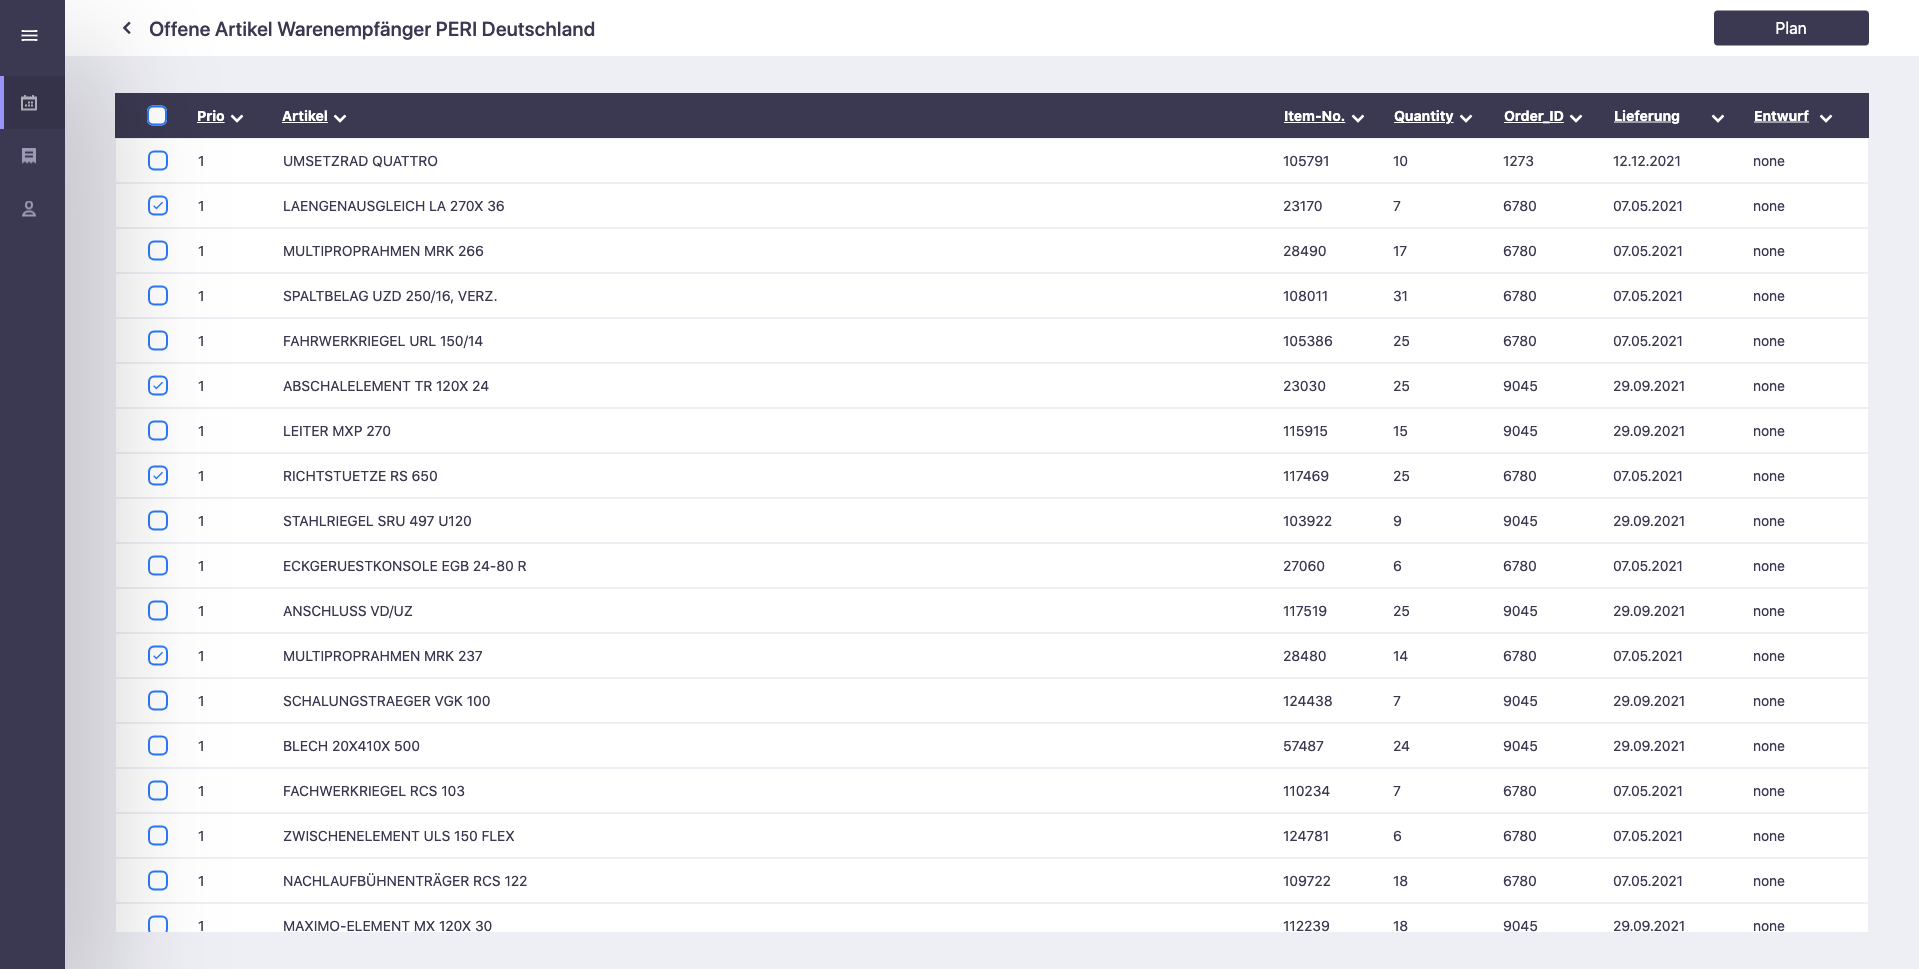 Offene Artikel Warenempfänger PERI Deutschland
Plan
Prio Artikel Item-No. Quantity Order_ID Lieferung Entwurf
1 UMSETZRAD QUATTRO 105791 10 1273 12.12.2021 none
1 LAENGENAUSGLEICH LA 270X 36 23170 7 6780 07.05.2021 none
1 MULTIPROPRAHMEN MRK 266 28490 17 6780 07.05.2021 none
1 SPALTBELAG UZD 250/16, VERZ. 108011 31 6780 07.05.2021 none
1 FAHRWERKRIEGEL URL 150/14 105386 25 6780 07.05.2021 none
1 ABSCHALELEMENT TR 120X 24 23030 25 9045 29.09.2021 none
1 LEITER MXP 270 115915 15 9045 29.09.2021 none
1 RICHTSTUETZE RS 650 117469 25 6780 07.05.2021 none
1 STAHLRIEGEL SRU 497 U120 103922 9 9045 29.09.2021 none
1 ECKGERUESTKONSOLE EGB 24-80 R 27060 6 6780 07.05.2021 none
1 ANSCHLUSS VD/UZ 117519 25 9045 29.09.2021 none
1 MULTIPROPRAHMEN MRK 237 28480 14 6780 07.05.2021 none
1 SCHALUNGSTRAEGER VGK 100 124438 7 9045 29.09.2021 none
1 BLECH 20X410X 500 57487 24 9045 29.09.2021 none
1 FACHWERKRIEGEL RCS 103 110234 7 6780 07.05.2021 none
1 ZWISCHENELEMENT ULS 150 FLEX 124781 6 6780 07.05.2021 none
1 NACHLAUFBÜHNENTRÄGER RCS 122 109722 18 6780 07.05.2021 none
1 MAXIMO-ELEMENT MX 120X 30 112239 18 9045 29.09.2021 none